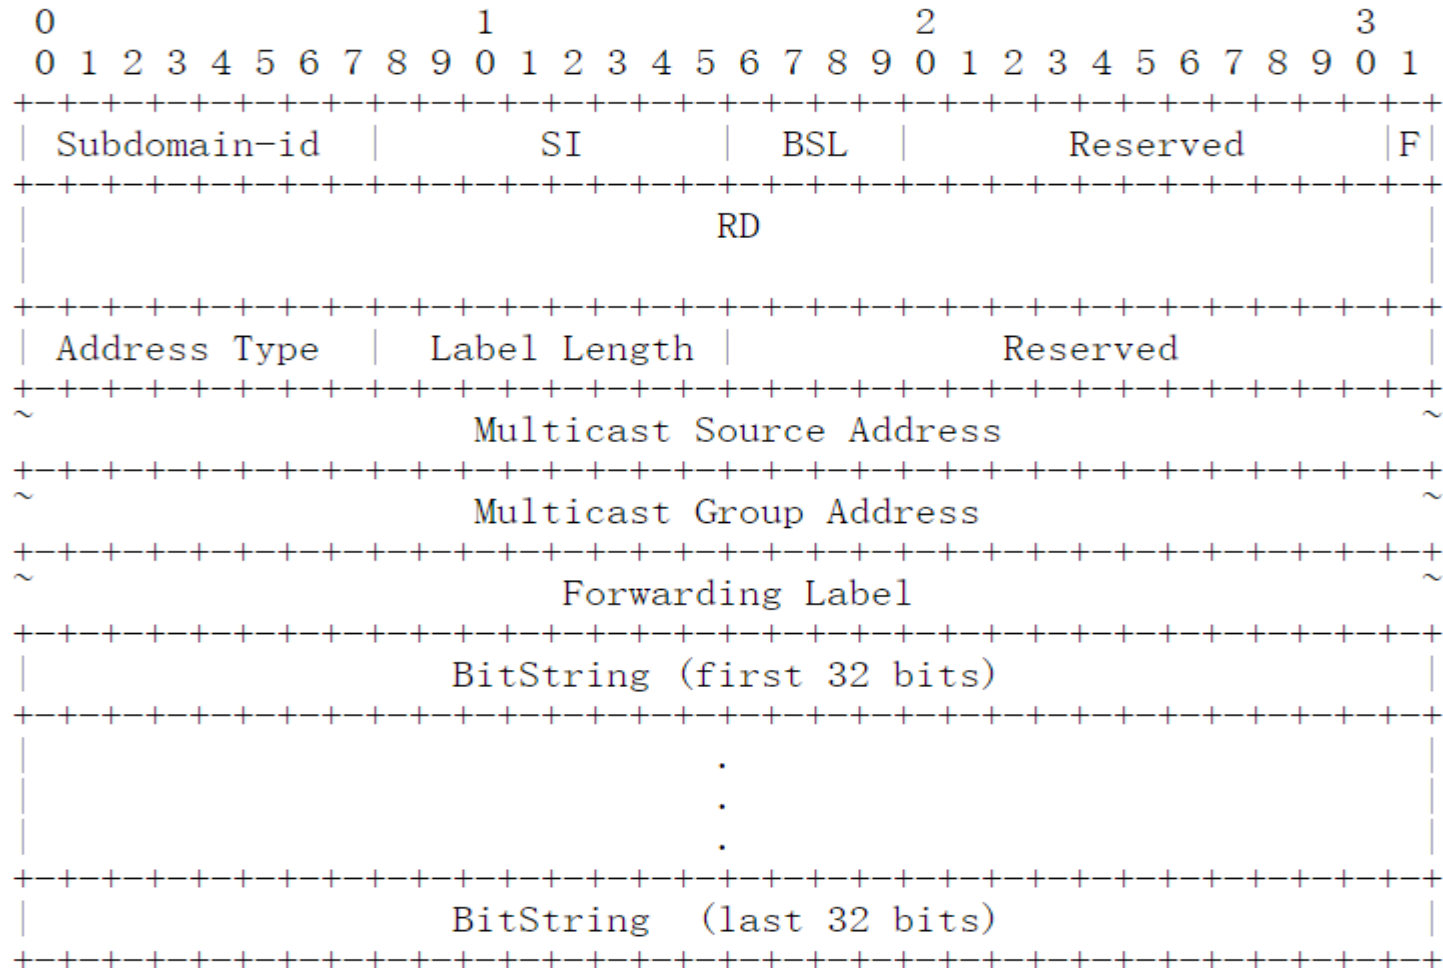 0                   1                   2                   3
0 1 2 3 4 5 6 7 8 9 0 1 2 3 4 5 6 7 8 9 0 1 2 3 4 5 6 7 8 9 0 1
+-+-+-+-+-+-+-+-+-+-+-+-+-+-+-+-+-+-+-+-+-+-+-+-+-+-+-+-+-+-+-+-+
| Subdomain-id  |       SI      |  BSL  |       Reserved      |F|
+-+-+-+-+-+-+-+-+-+-+-+-+-+-+-+-+-+-+-+-+-+-+-+-+-+-+-+-+-+-+-+-+
|                               RD                              |
|                                                               |
+-+-+-+-+-+-+-+-+-+-+-+-+-+-+-+-+-+-+-+-+-+-+-+-+-+-+-+-+-+-+-+-+
| Address Type  |  Label Length |            Reserved           |
+-+-+-+-+-+-+-+-+-+-+-+-+-+-+-+-+-+-+-+-+-+-+-+-+-+-+-+-+-+-+-+-+
~                    Multicast Source Address                   ~
+-+-+-+-+-+-+-+-+-+-+-+-+-+-+-+-+-+-+-+-+-+-+-+-+-+-+-+-+-+-+-+-+
~                    Multicast Group Address                    ~
+-+-+-+-+-+-+-+-+-+-+-+-+-+-+-+-+-+-+-+-+-+-+-+-+-+-+-+-+-+-+-+-+
~                        Forwarding Label                       ~
+-+-+-+-+-+-+-+-+-+-+-+-+-+-+-+-+-+-+-+-+-+-+-+-+-+-+-+-+-+-+-+-+
|                   BitString (first 32 bits)                   |
+-+-+-+-+-+-+-+-+-+-+-+-+-+-+-+-+-+-+-+-+-+-+-+-+-+-+-+-+-+-+-+-+
|                               .                               |
|                               .                               |
|                               .                               |
+-+-+-+-+-+-+-+-+-+-+-+-+-+-+-+-+-+-+-+-+-+-+-+-+-+-+-+-+-+-+-+-+
|                   BitString  (last 32 bits)                   |
+-+-+-+-+-+-+-+-+-+-+-+-+-+-+-+-+-+-+-+-+-+-+-+-+-+-+-+-+-+-+-+-+